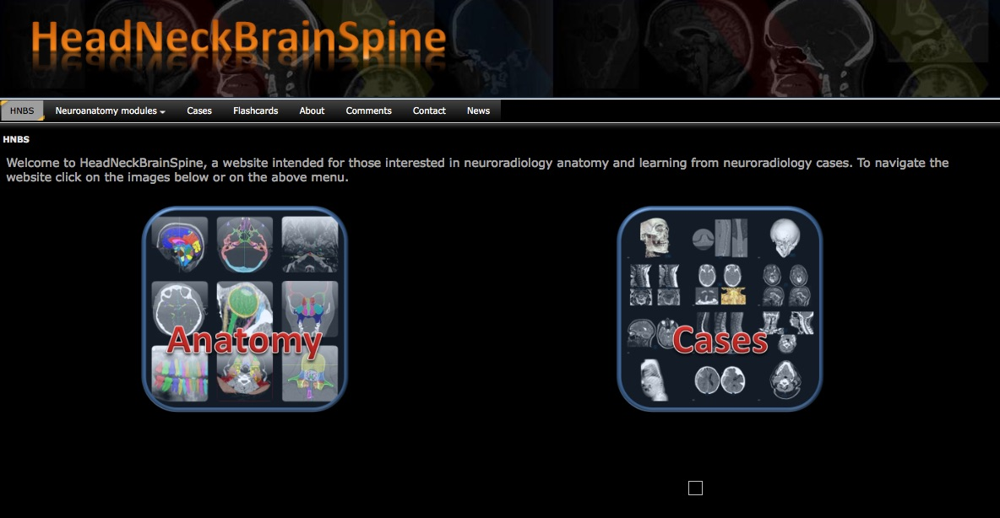 HeadNeckBrainSpine
HNBS Neuroanatomy modules Cases Flashcards About Comments Contact News
HNBS
Welcome to HeadNeckBrainSpine, a website intended for those interested in neuroradiology anatomy and learning from neuroradiology cases. To navigate the
website click on the images below or on the above menu.
Anatomy
Cases